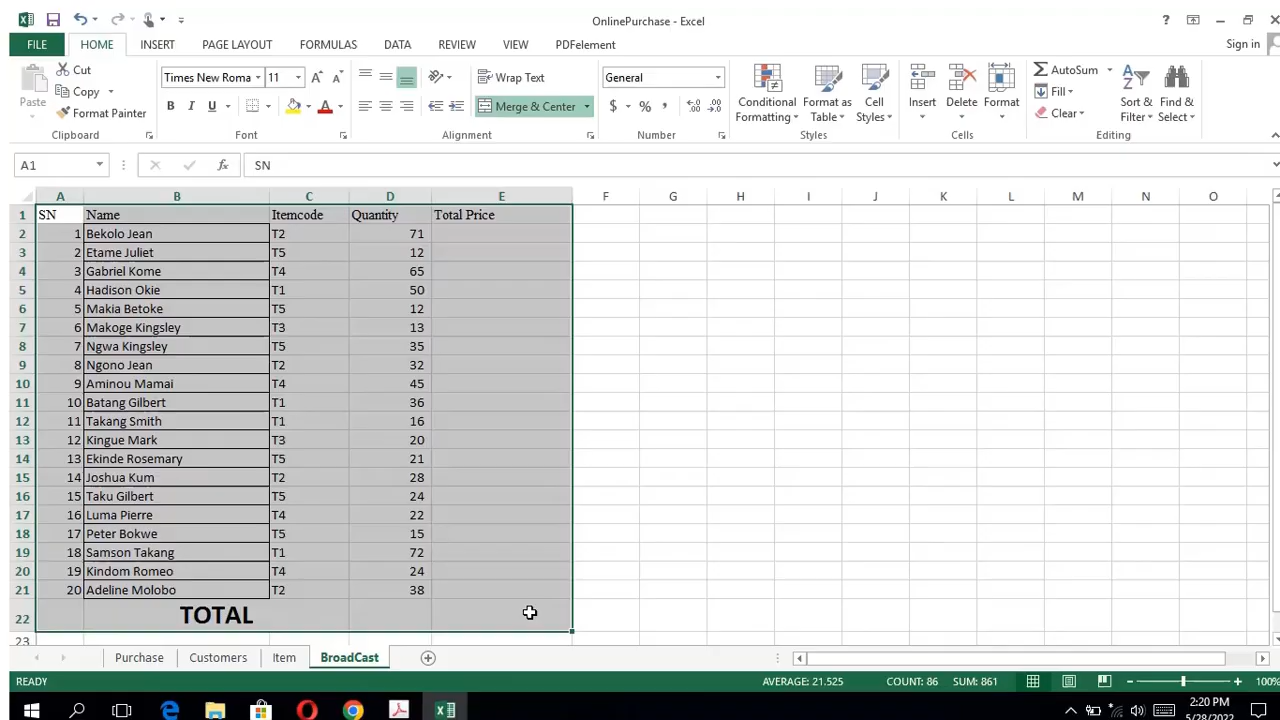 OnlinePurchase - Excel
?
FILE HOME INSERT PAGE LAYOUT FORMULAS DATA REVIEW VIEW PDFelement Sign in
Paste Cut Copy Format Painter
Times New Roma 11 B I U A
Wrap Text Merge & Center
General $ % ,
Conditional Formatting Format as Table Cell Styles
Insert Delete Format
AutoSum Fill Clear Sort & Filter Find & Select
Clipboard Font Alignment Number Styles Cells Editing
A1 fx SN
A B C D E F G H I J K L M N O
1 SN Name Itemcode Quantity Total Price
2 1 Bekolo Jean T2 71
3 2 Etame Juliet T5 12
4 3 Gabriel Kome T4 65
5 4 Hadison Okie T1 50
6 5 Makia Betoke T5 12
7 6 Makoge Kingsley T3 13
8 7 Ngwa Kingsley T5 35
9 8 Ngono Jean T2 32
10 9 Aminou Mamai T4 45
11 10 Batang Gilbert T1 36
12 11 Takang Smith T1 16
13 12 Kingue Mark T3 20
14 13 Ekinde Rosemary T5 21
15 14 Joshua Kum T2 28
16 15 Taku Gilbert T5 24
17 16 Luma Pierre T4 22
18 17 Peter Bokwe T5 15
19 18 Samson Takang T1 72
20 19 Kindom Romeo T4 24
21 20 Adeline Molobo T2 38
22 TOTAL
23
Purchase Customers Item BroadCast
READY AVERAGE: 21.525 COUNT: 86 SUM: 861 100%
2:20 PM
5/28/2022